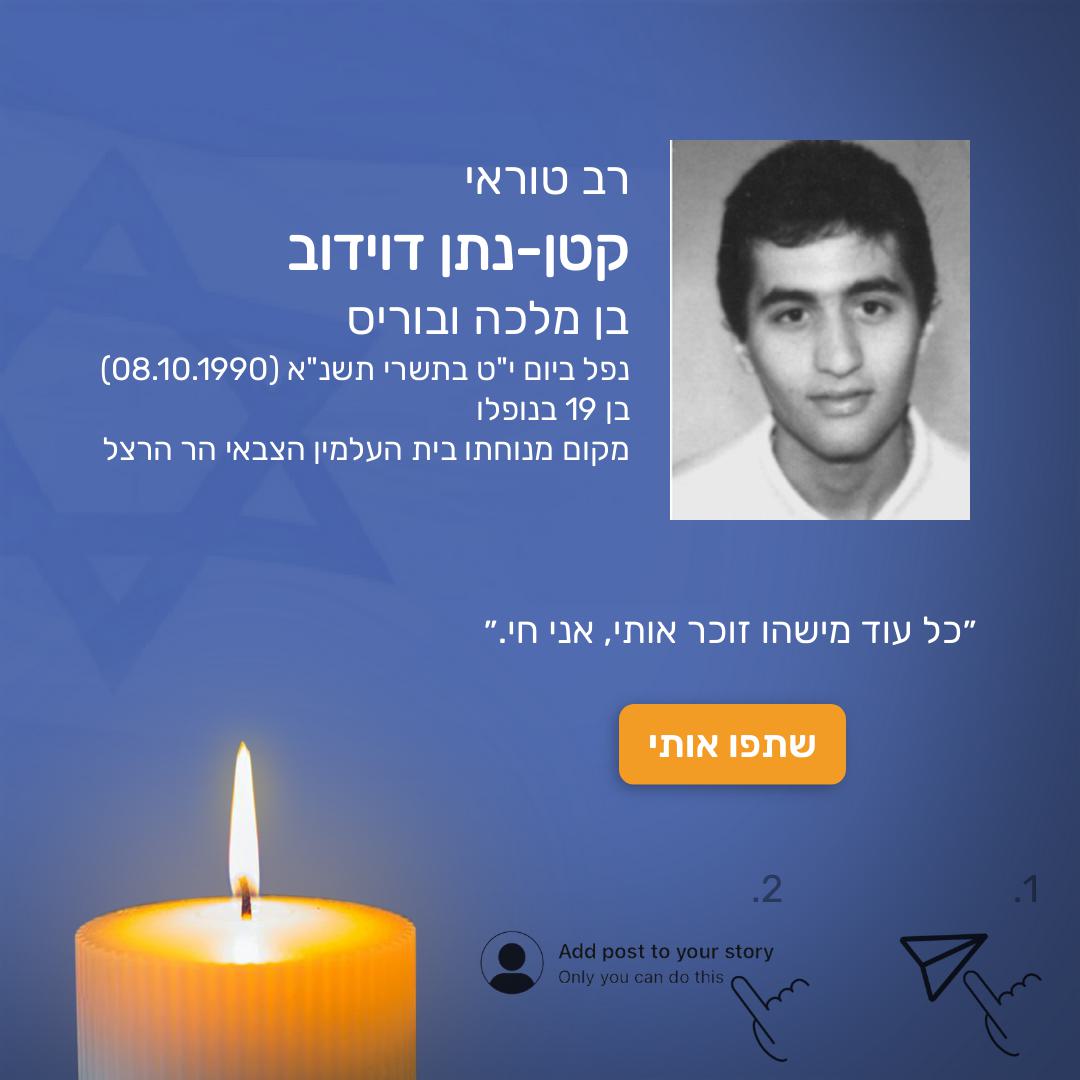 רב טוראי
קטן-נתן דוידוב
בן מלכה ובוריס
נפל ביום י"ט בתשרי תשנ"א (08.10.1990)
בן 19 בנופלו
מקום מנוחתו בית העלמין הצבאי הר הרצל
״כל עוד מישהו זוכר אותי, אני חי.״
שתפו אותי
1.
2.
Add post to your story
Only you can do this